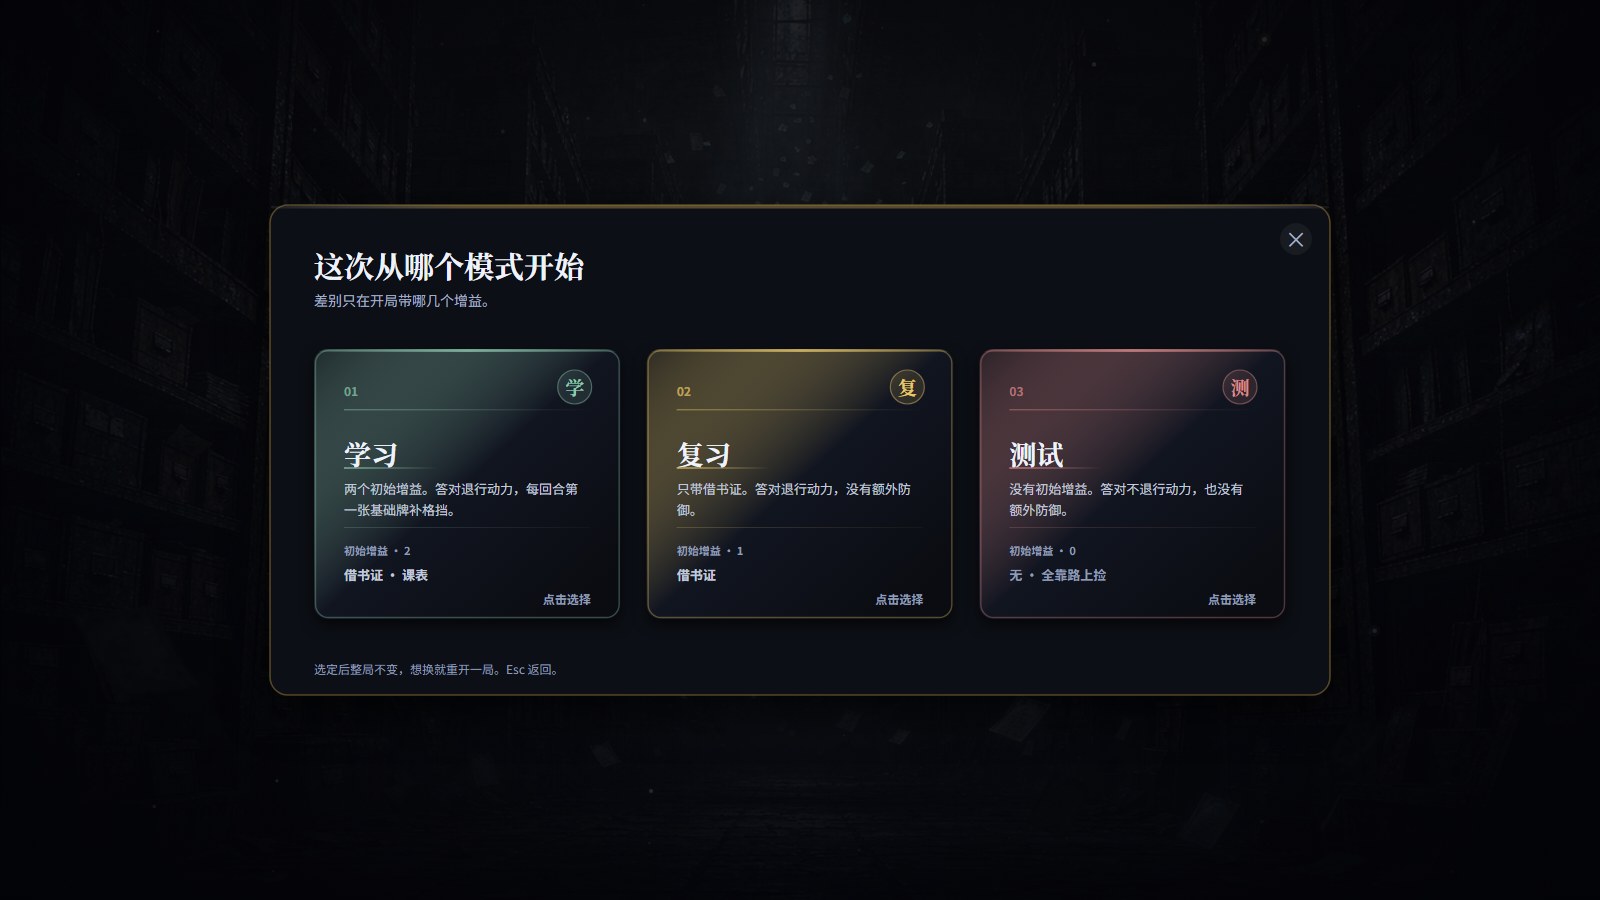 这次从哪个模式开始
差别只在开局带哪几个增益。
01
学
学习
两个初始增益。答对退行动力，每回合第
一张基础牌补格挡。
初始增益 · 2
借书证 · 课表
点击选择
02
复
复习
只带借书证。答对退行动力，没有额外防
御。
初始增益 · 1
借书证
点击选择
03
测
测试
没有初始增益。答对不退行动力，也没有
额外防御。
初始增益 · 0
无 · 全靠路上捡
点击选择
选定后整局不变，想换就重开一局。Esc 返回。